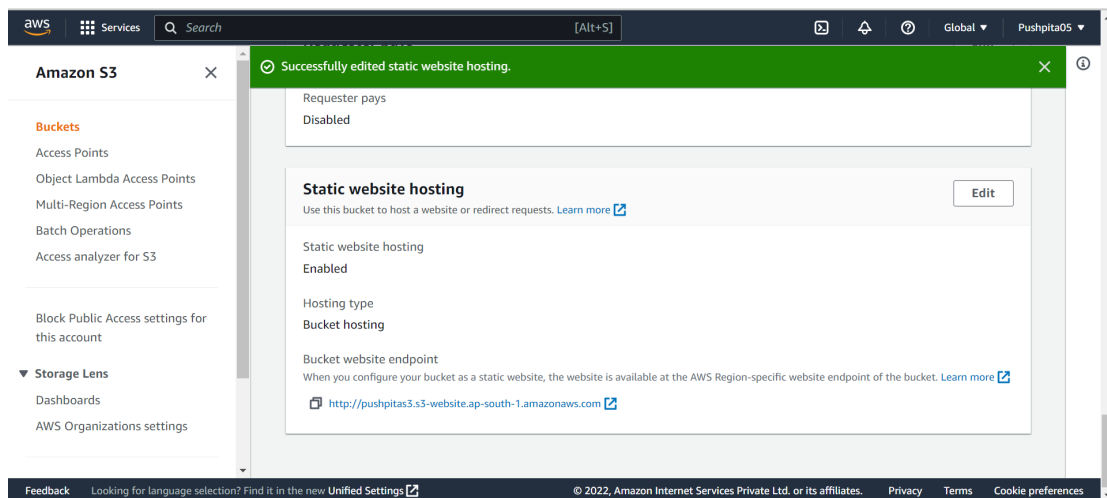 aws Services Search [Alt+S] Global ▼ Pushpita05 ▼
Amazon S3
Successfully edited static website hosting.
Buckets
Access Points
Object Lambda Access Points
Multi-Region Access Points
Batch Operations
Access analyzer for S3
Block Public Access settings for
this account
▼ Storage Lens
Dashboards
AWS Organizations settings
Requester pays
Disabled
Static website hosting
Edit
Use this bucket to host a website or redirect requests. Learn more
Static website hosting
Enabled
Hosting type
Bucket hosting
Bucket website endpoint
When you configure your bucket as a static website, the website is available at the AWS Region-specific website endpoint of the bucket. Learn more
http://pushpitas3.s3-website.ap-south-1.amazonaws.com
Feedback Looking for language selection? Find it in the new Unified Settings © 2022, Amazon Internet Services Private Ltd. or its affiliates. Privacy Terms Cookie preferences